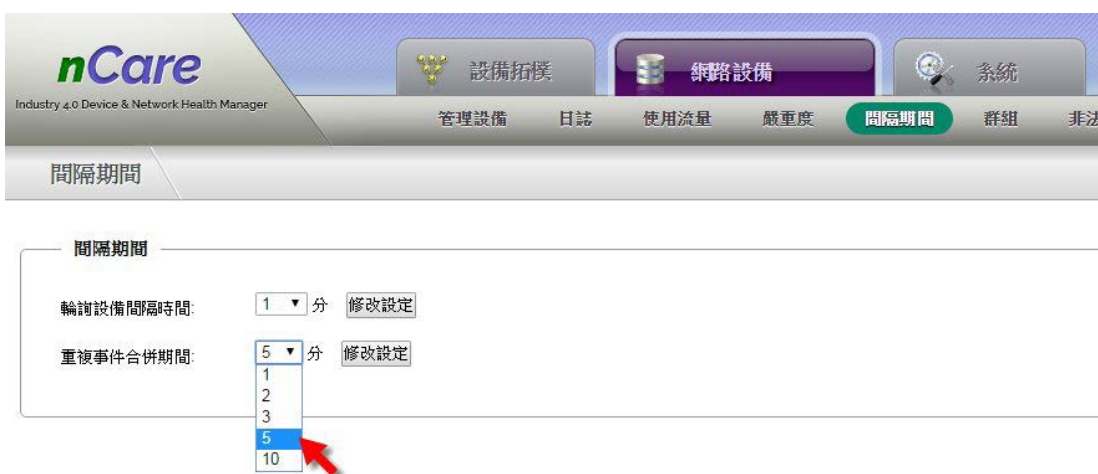 nCare
Industry 4.0 Device & Network Health Manager
設備拓樸 網路設備 系統
管理設備 日誌 使用流量 嚴重度 間隔期間 群組 非法
間隔期間
間隔期間
輪詢設備間隔時間: 1 分 修改設定
重複事件合併期間: 5 分 修改設定
1
2
3
5
10